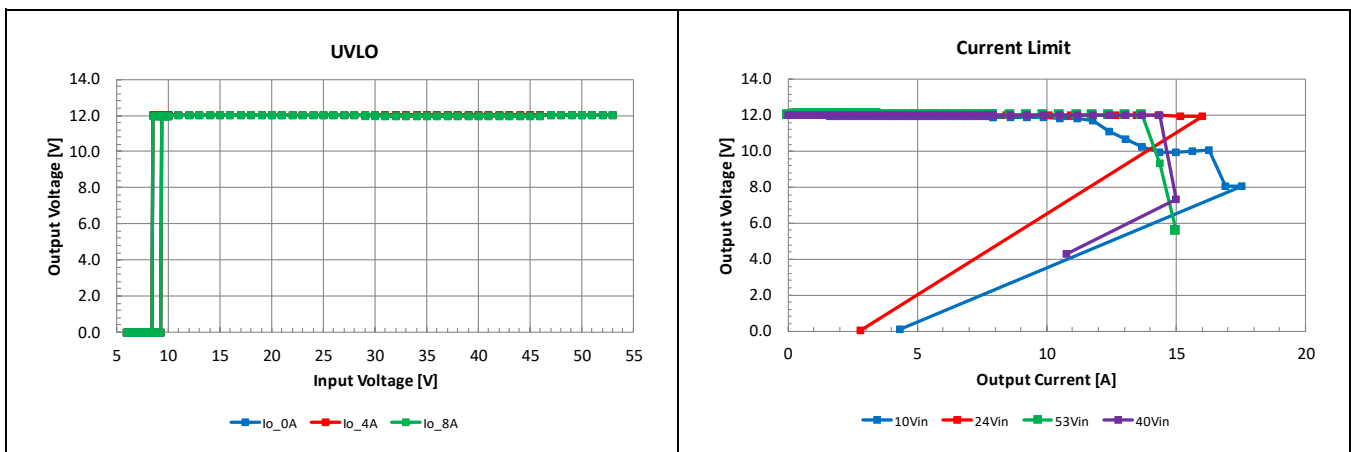 UVLO
14.0
12.0
10.0
8.0
6.0
4.0
2.0
0.0
Output Voltage [V]
5 10 15 20 25 30 35 40 45 50 55
Input Voltage [V]
Io_0A Io_4A Io_8A
Current Limit
14.0
12.0
10.0
8.0
6.0
4.0
2.0
0.0
Output Voltage [V]
0 5 10 15 20
Output Current [A]
10Vin 24Vin 53Vin 40Vin